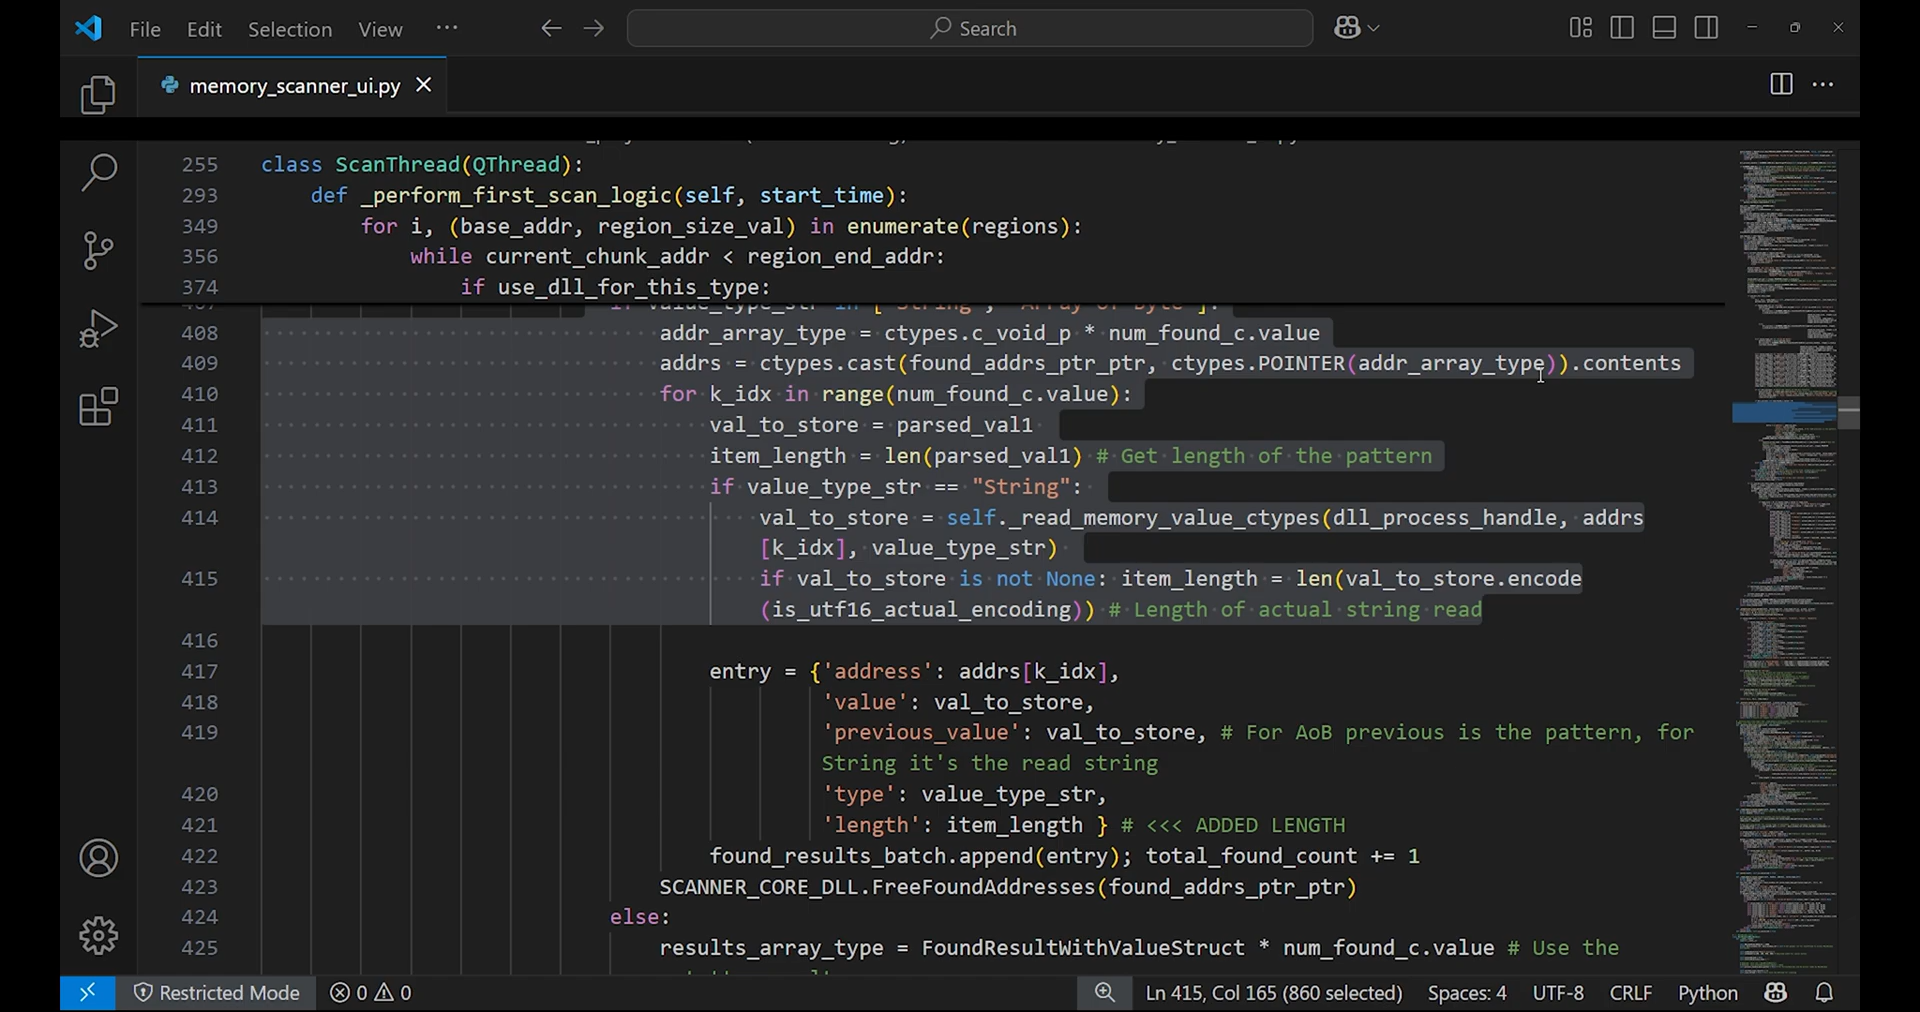 File Edit Selection View ··· Search
memory_scanner_ui.py
255 class ScanThread(QThread):
293 def _perform_first_scan_logic(self, start_time):
349 for i, (base_addr, region_size_val) in enumerate(regions):
356 while current_chunk_addr < region_end_addr:
374 if use_dll_for_this_type:
408 addr_array_type = ctypes.c_void_p * num_found_c.value
409 addrs = ctypes.cast(found_addrs_ptr_ptr, ctypes.POINTER(addr_array_type)).contents
410 for k_idx in range(num_found_c.value):
411 val_to_store = parsed_val1
412 item_length = len(parsed_val1) # Get length of the pattern
413 if value_type_str == "String":
414 val_to_store = self._read_memory_value_ctypes(dll_process_handle, addrs
[k_idx], value_type_str)
415 if val_to_store is not None: item_length = len(val_to_store.encode
(is_utf16_actual_encoding)) # Length of actual string read
416
417 entry = {'address': addrs[k_idx],
418 'value': val_to_store,
419 'previous_value': val_to_store, # For AoB previous is the pattern, for
String it's the read string
420 'type': value_type_str,
421 'length': item_length } # <<< ADDED LENGTH
422 found_results_batch.append(entry); total_found_count += 1
423 SCANNER_CORE_DLL.FreeFoundAddresses(found_addrs_ptr_ptr)
424 else:
425 results_array_type = FoundResultWithValueStruct * num_found_c.value # Use the
Restricted Mode 0 0 Ln 415, Col 165 (860 selected) Spaces: 4 UTF-8 CRLF Python